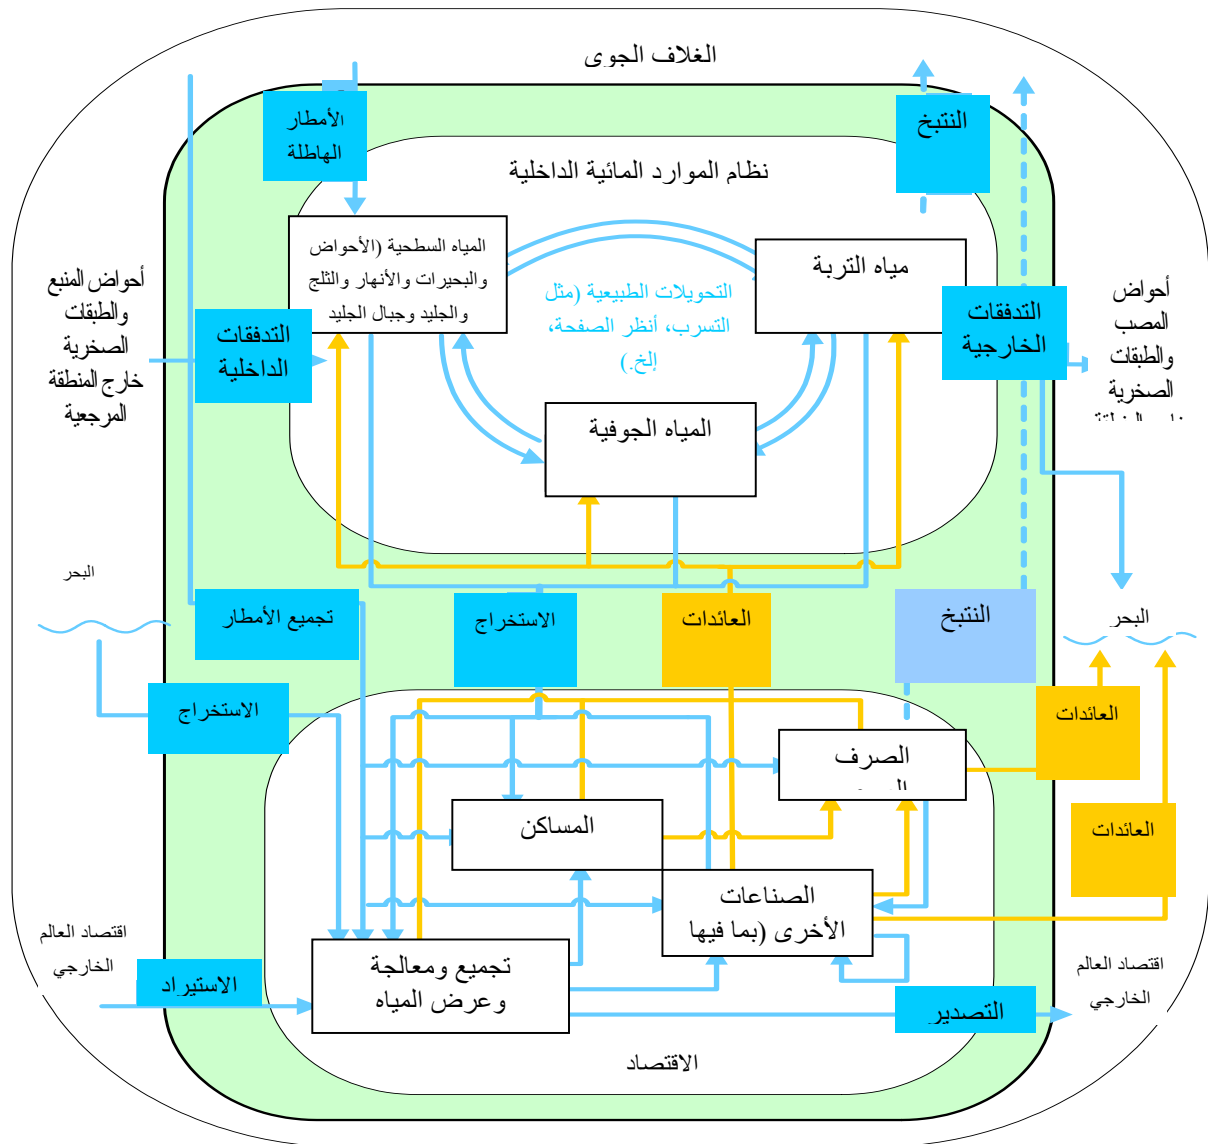 الغلاف الجوى
الأمطار
الهاطلة
النتبخ
نظام الموارد المائية الداخلية
المياه السطحية (الأحواض
والبحيرات والأنهار والثلج
والجليد وجبال الجليد
مياه التربة
التحويلات الطبيعية (مثل
التسرب، أنظر الصفحة،
إلخ.)
المياه الجوفية
أحواض المنبع
والطبقات
الصخرية
خارج المنطقة
المرجعية
التدفقات
الداخلية
التدفقات
الخارجية
أحواض
المصب
والطبقات
الصخرية
البحر
تجميع الأمطار
الاستخراج
العائدات
النتبخ
البحر
الاستخراج
العائدات
الصرف
المساكن
العائدات
الصناعات
الأخرى (بما فيها
تجميع ومعالجة
وعرض المياه
اقتصاد العالم
الخارجي
الاستيراد
التصدير
اقتصاد العالم
الخارجي
الاقتصاد